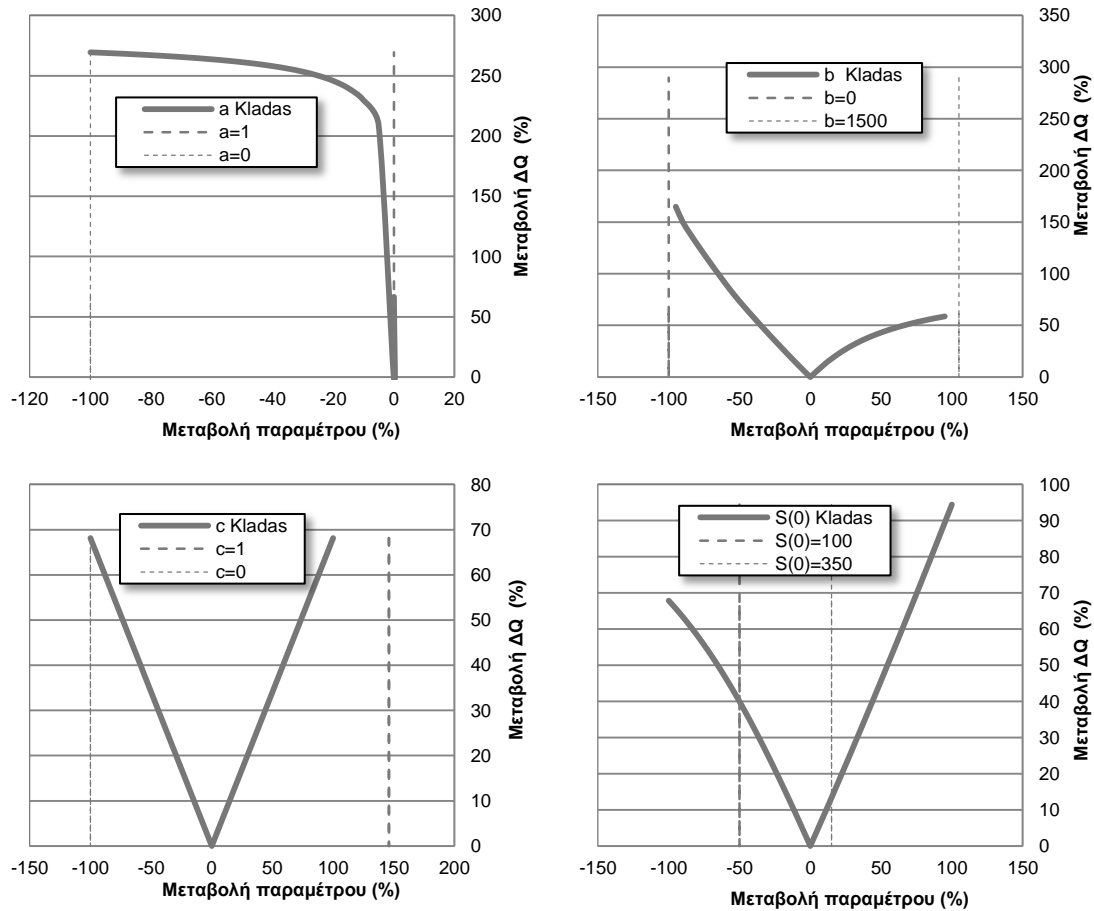 300
250
200
150
100
50
0
-120 -100 -80 -60 -40 -20 0 20
Μεταβολή παραμέτρου (%)
Μεταβολή ΔQ (%)
a Kladas
a=1
a=0
350
300
250
200
150
100
50
0
-150 -100 -50 0 50 100 150
Μεταβολή παραμέτρου (%)
Μεταβολή ΔQ (%)
b Kladas
b=0
b=1500
80
70
60
50
40
30
20
10
0
-150 -100 -50 0 50 100 150 200
Μεταβολή παραμέτρου (%)
Μεταβολή ΔQ (%)
c Kladas
c=1
c=0
100
90
80
70
60
50
40
30
20
10
0
-150 -100 -50 0 50 100 150
Μεταβολή παραμέτρου (%)
Μεταβολή ΔQ (%)
S(0) Kladas
S(0)=100
S(0)=350